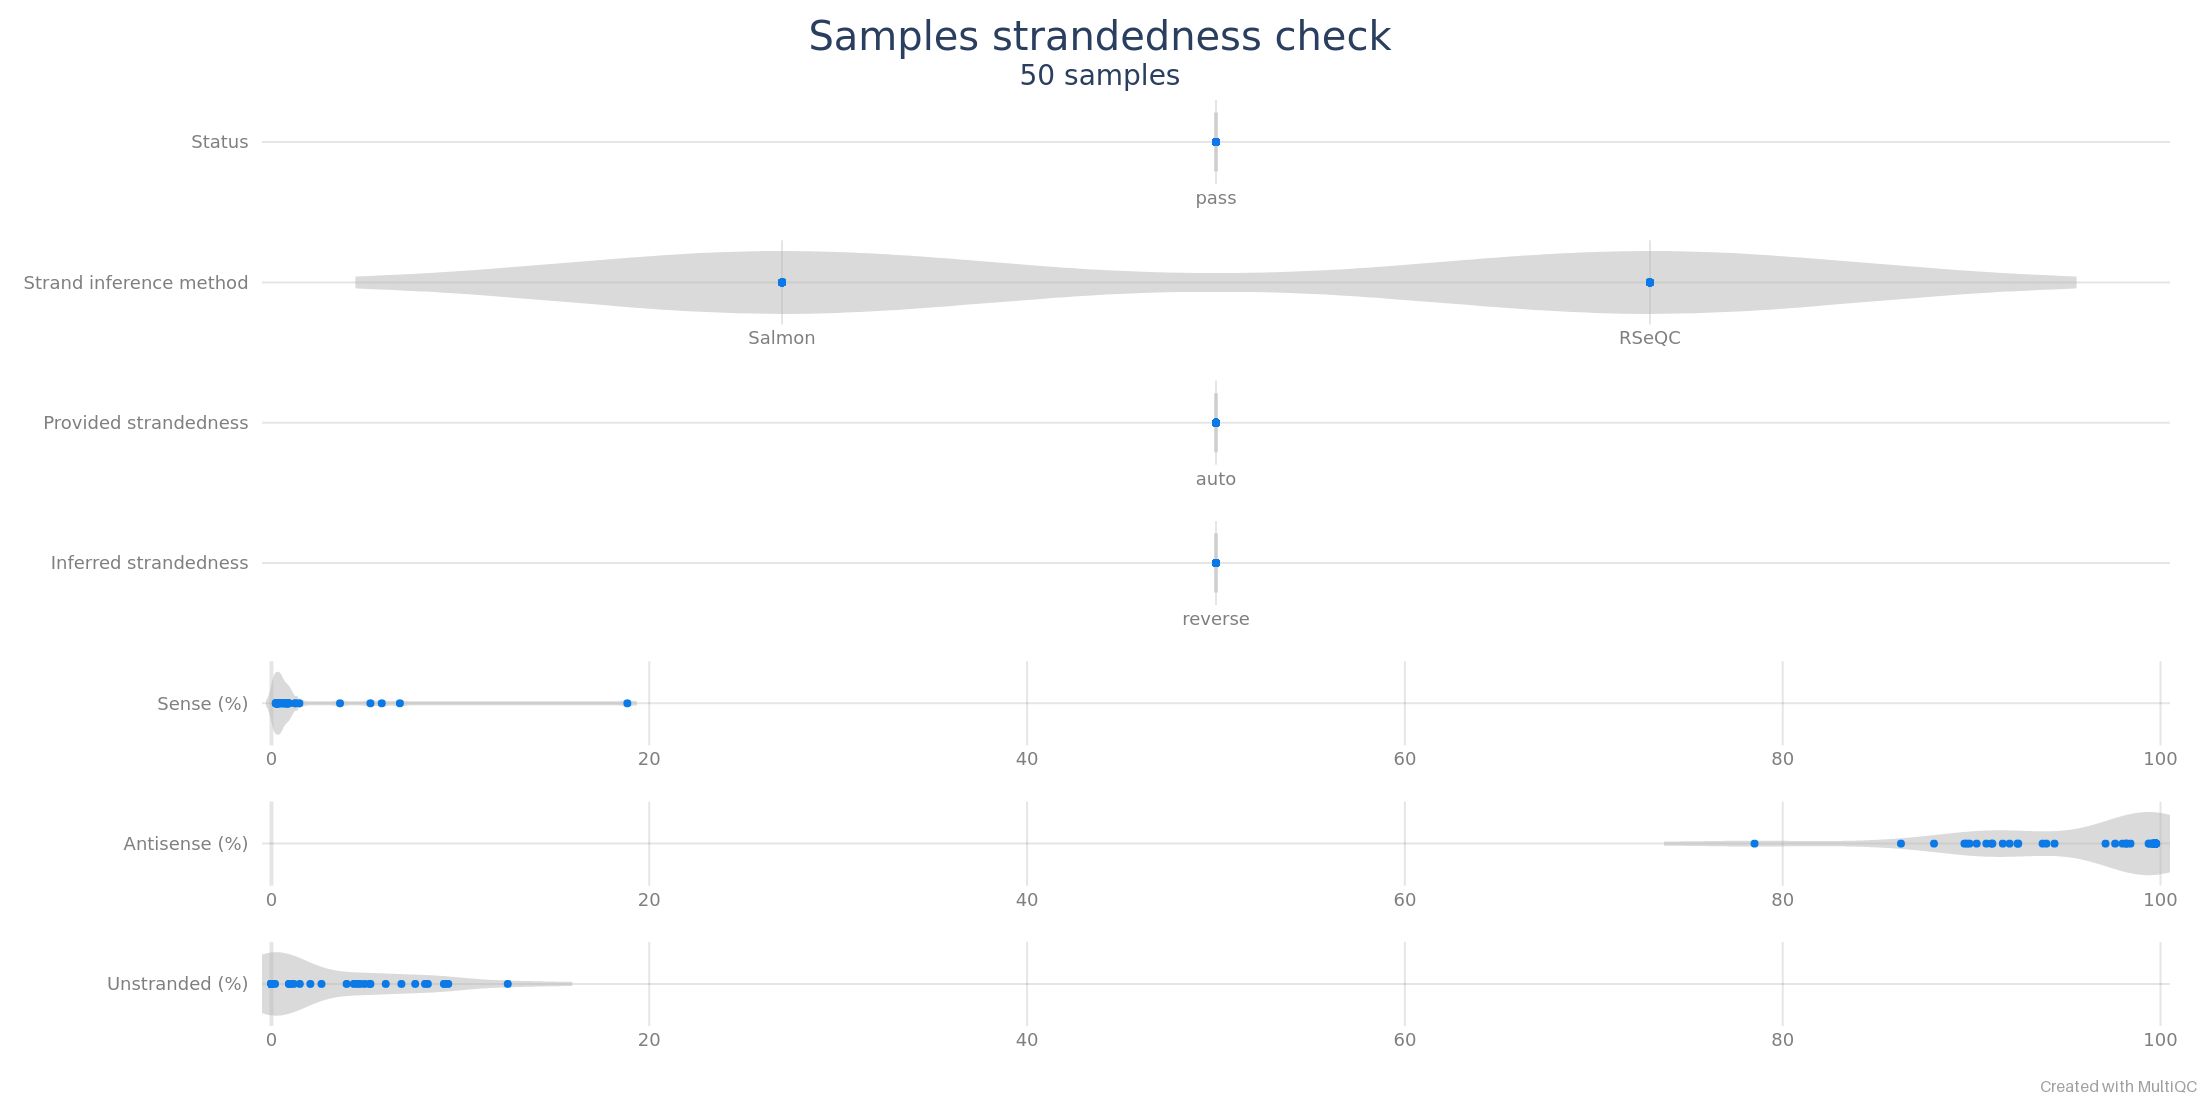 Samples strandedness check
50 samples
Status
pass
Strand inference method
Salmon RSeQC
Provided strandedness
auto
Inferred strandedness
reverse
Sense (%)
0 20 40 60 80 100
Antisense (%)
0 20 40 60 80 100
Unstranded (%)
0 20 40 60 80 100
Created with MultiQC